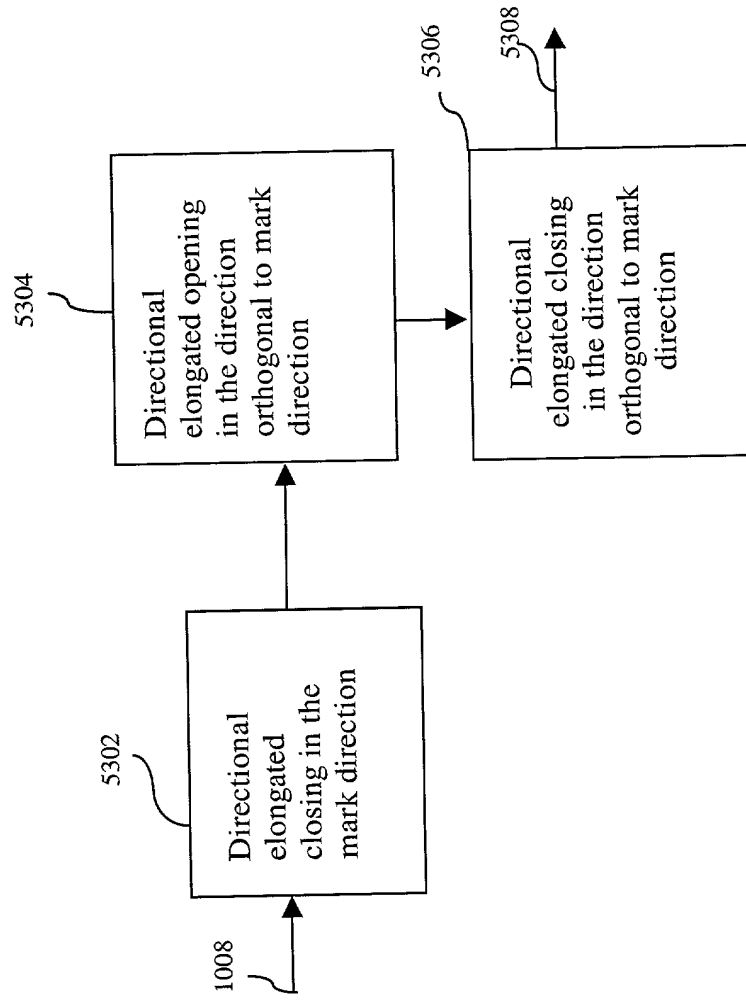 1008
5302
Directional
elongated
closing in the
mark direction
5304
Directional
elongated opening
in the direction
orthogonal to mark
direction
5306
Directional
elongated closing
in the direction
orthogonal to mark
direction
5308